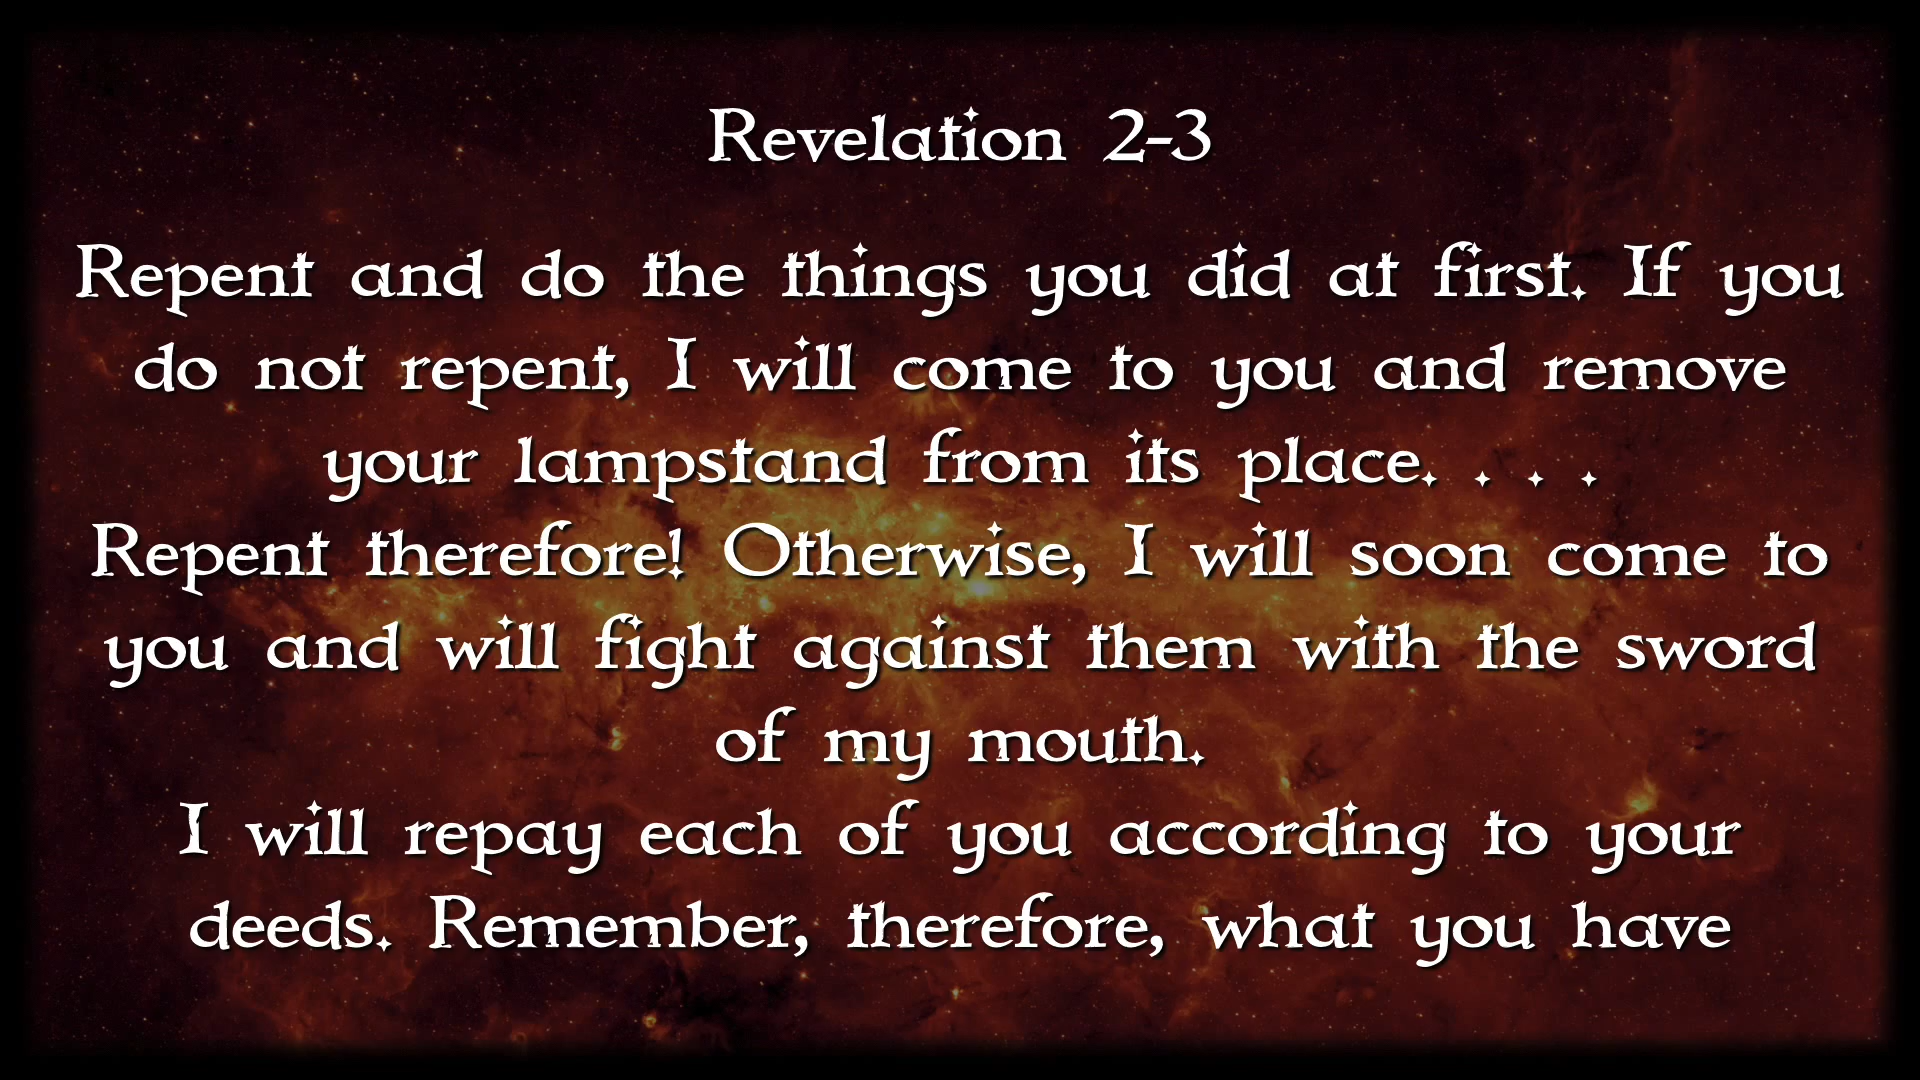 Revelation 2-3
Repent and do the things you did at first. If you
do not repent, I will come to you and remove
your lampstand from its place. . . .
Repent therefore! Otherwise, I will soon come to
you and will fight against them with the sword
of my mouth.
I will repay each of you according to your
deeds. Remember, therefore, what you have